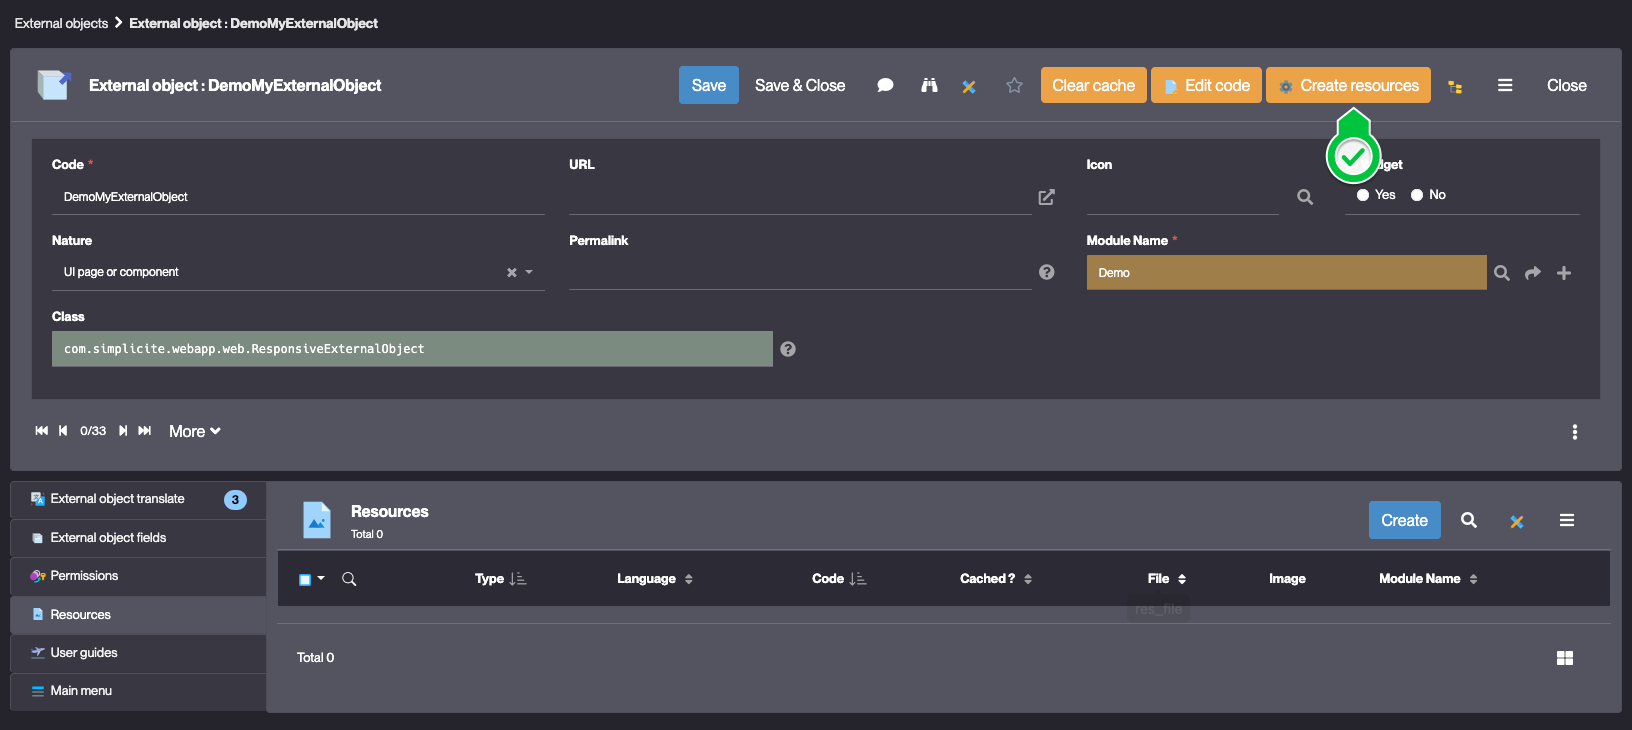 External objects > External object : DemoMyExternalObject
External object : DemoMyExternalObject
Save Save & Close Clear cache Edit code Create resources Close
Code * URL Icon
DemoMyExternalObject Yes No
Nature Permalink Module Name *
UI page or component Demo
Class
com.simplicite.webapp.web.ResponsiveExternalObject
0/33 More
External object translate 3
External object fields
Permissions
Resources
User guides
Main menu
Resources
Total 0
Create
Type Language Code Cached ? File Image Module Name
res_file
Total 0